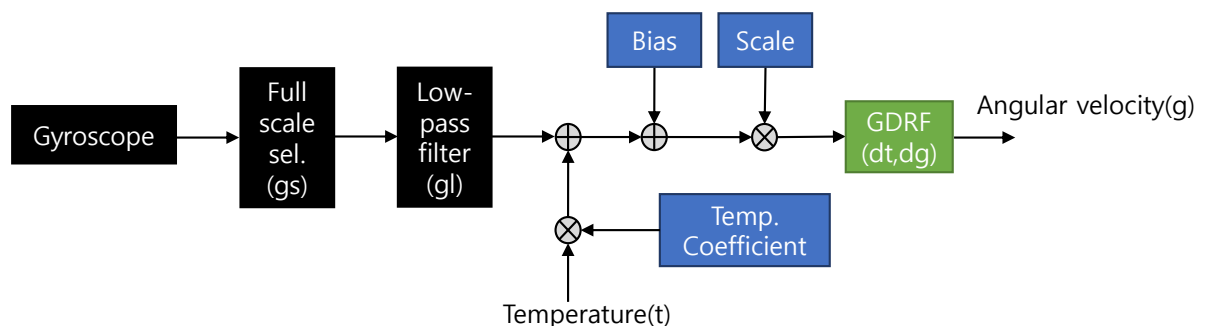 Bias
Scale
Gyroscope
Full
scale
sel.
(gs)
Low-
pass
filter
(gl)
GDRF
(dt,dg)
Angular velocity(g)
Temp.
Coefficient
Temperature(t)